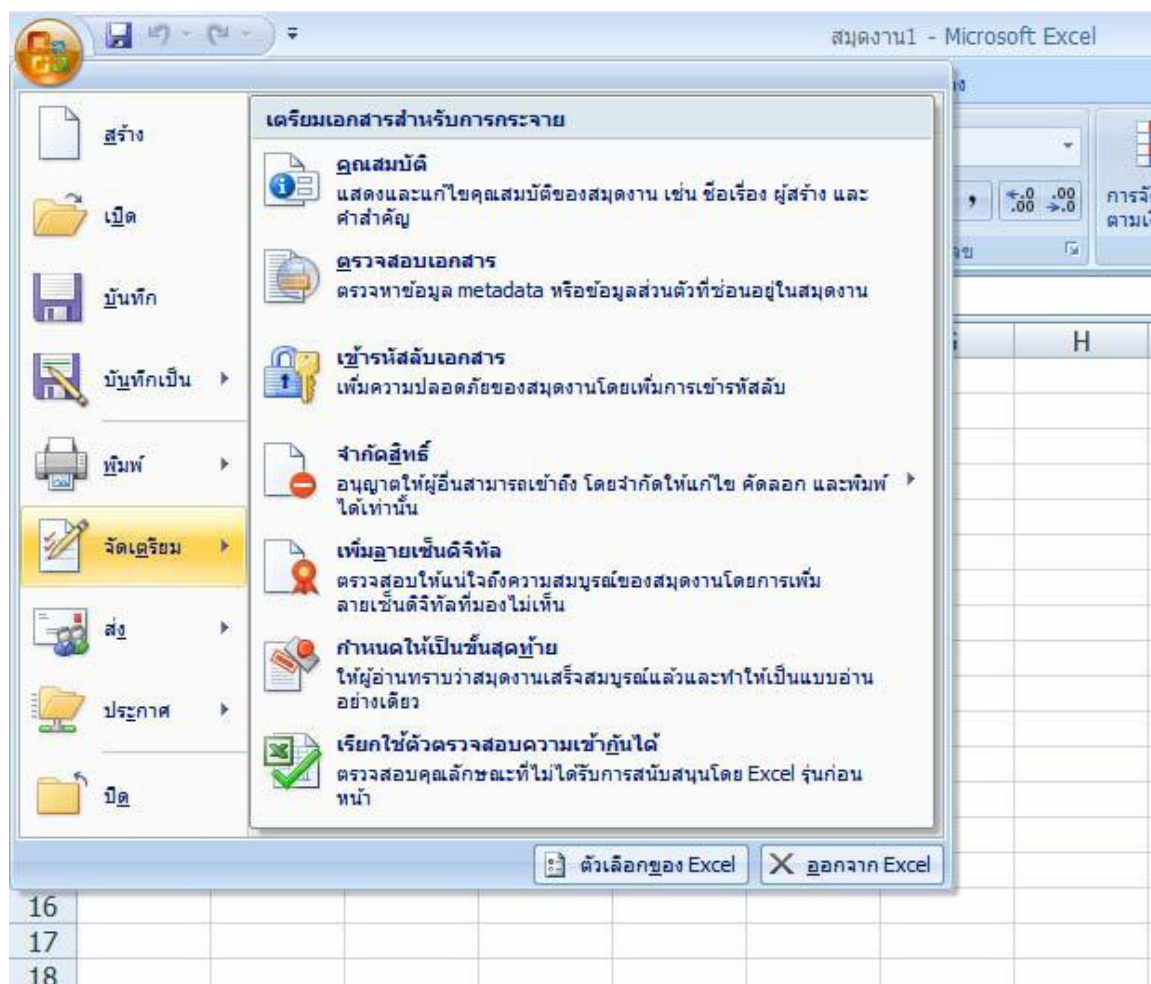 สมุดงาน1 - Microsoft Excel
สร้าง
เปิด
บันทึก
บันทึกเป็น
พิมพ์
จัดเตรียม
ส่ง
ประกาศ
ปิด
เตรียมเอกสารสำหรับการกระจาย
คุณสมบัติ
แสดงและแก้ไขคุณสมบัติของสมุดงาน เช่น ชื่อเรื่อง ผู้สร้าง และ
คำสำคัญ
ตรวจสอบเอกสาร
ตรวจหาข้อมูล metadata หรือข้อมูลส่วนตัวที่ซ่อนอยู่ในสมุดงาน
เข้ารหัสลับเอกสาร
เพิ่มความปลอดภัยของสมุดงานโดยเพิ่มการเข้ารหัสลับ
จำกัดสิทธิ์
อนุญาตให้ผู้อื่นสามารถเข้าถึง โดยจำกัดให้แก้ไข คัดลอก และพิมพ์
ได้เท่านั้น
เพิ่มลายเซ็นดิจิทัล
ตรวจสอบให้แน่ใจถึงความสมบูรณ์ของสมุดงานโดยการเพิ่ม
ลายเซ็นดิจิทัลที่มองไม่เห็น
กำหนดให้เป็นขั้นสุดท้าย
ให้ผู้อ่านทราบว่าสมุดงานเสร็จสมบูรณ์แล้วและทำให้เป็นแบบอ่าน
อย่างเดียว
เรียกใช้ตัวตรวจสอบความเข้ากันได้
ตรวจสอบคุณลักษณะที่ไม่ได้รับการสนับสนุนโดย Excel รุ่นก่อน
หน้า
ตัวเลือกของ Excel
ออกจาก Excel
, .0 .00 .00 .0
การจั
ตามเ
H
16
17
18